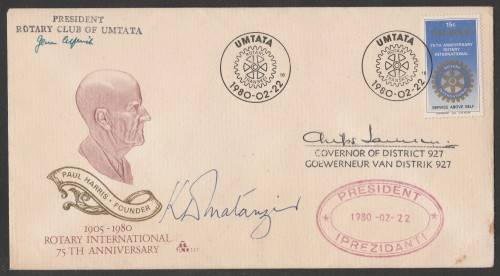 PRESIDENT
ROTARY CLUB OF UMTATA
UMTATA
1980-02-22
UMTATA
1980-02-22
15c
75TH ANNIVERSARY
ROTARY
INTERNATIONAL
SERVICE ABOVE SELF
GOVERNOR OF DISTRICT 927
GOEWERNEUR VAN DISTRIK 927
PAUL HARRIS - FOUNDER
1905-1980
ROTARY INTERNATIONAL
75TH ANNIVERSARY
K.D. Matanzima
PRESIDENT
1980-02-22
IPREZIDANTI